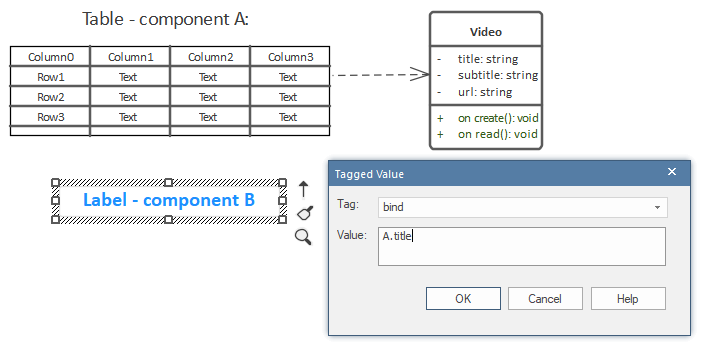 Table - component A:
Column0 Column1 Column2 Column3
Row1 Text Text Text
Row2 Text Text Text
Row3 Text Text Text
Video
- title: string
- subtitle: string
- url: string
+ on create(): void
+ on read(): void
Label - component B
Tagged Value
Tag: bind
Value: A.title
OK Cancel Help